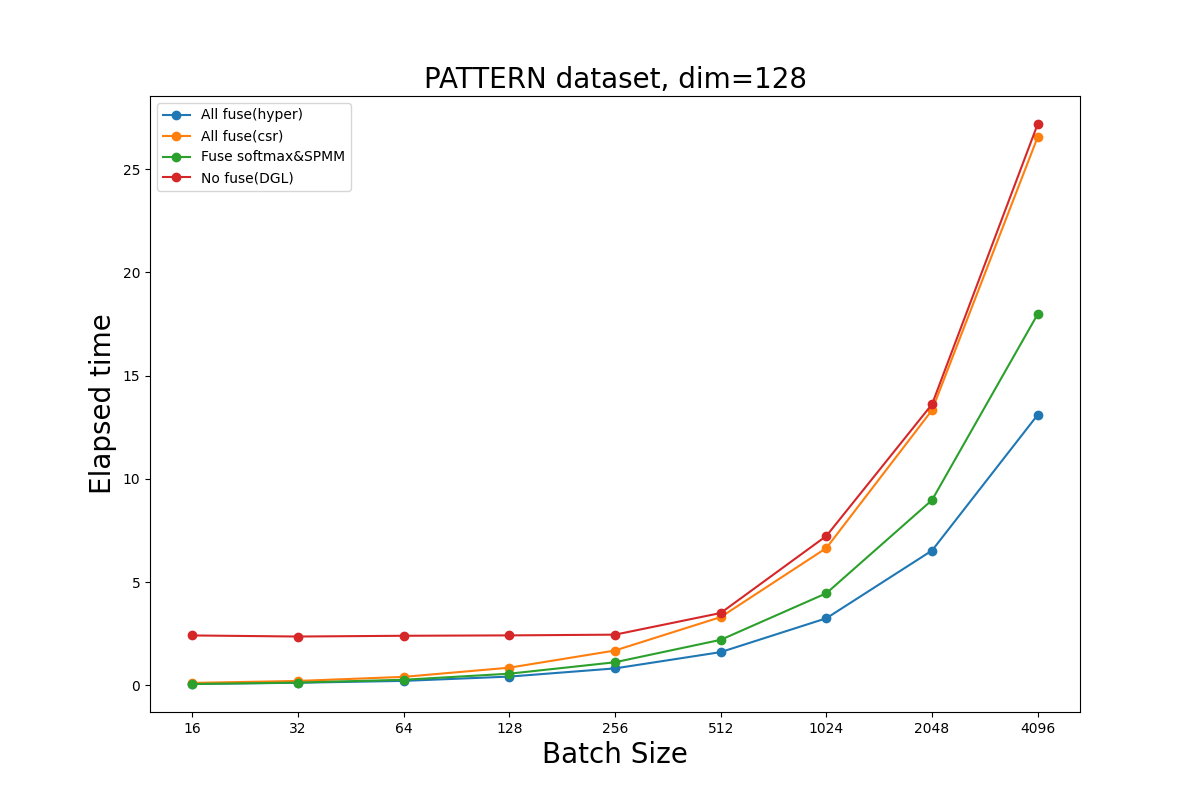 PATTERN dataset, dim=128
All fuse(hyper)
All fuse(csr)
Fuse softmax&SPMM
No fuse(DGL)
Elapsed time
25
20
15
10
5
0
16 32 64 128 256 512 1024 2048 4096
Batch Size